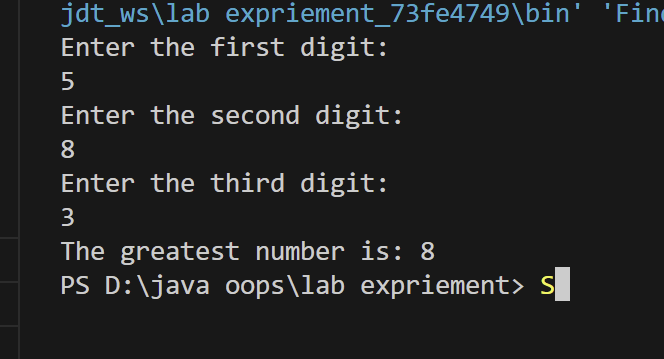 jdt_ws\lab expriement_73fe4749\bin' 'Find
Enter the first digit:
5
Enter the second digit:
8
Enter the third digit:
3
The greatest number is: 8
PS D:\java oops\lab expriement> S